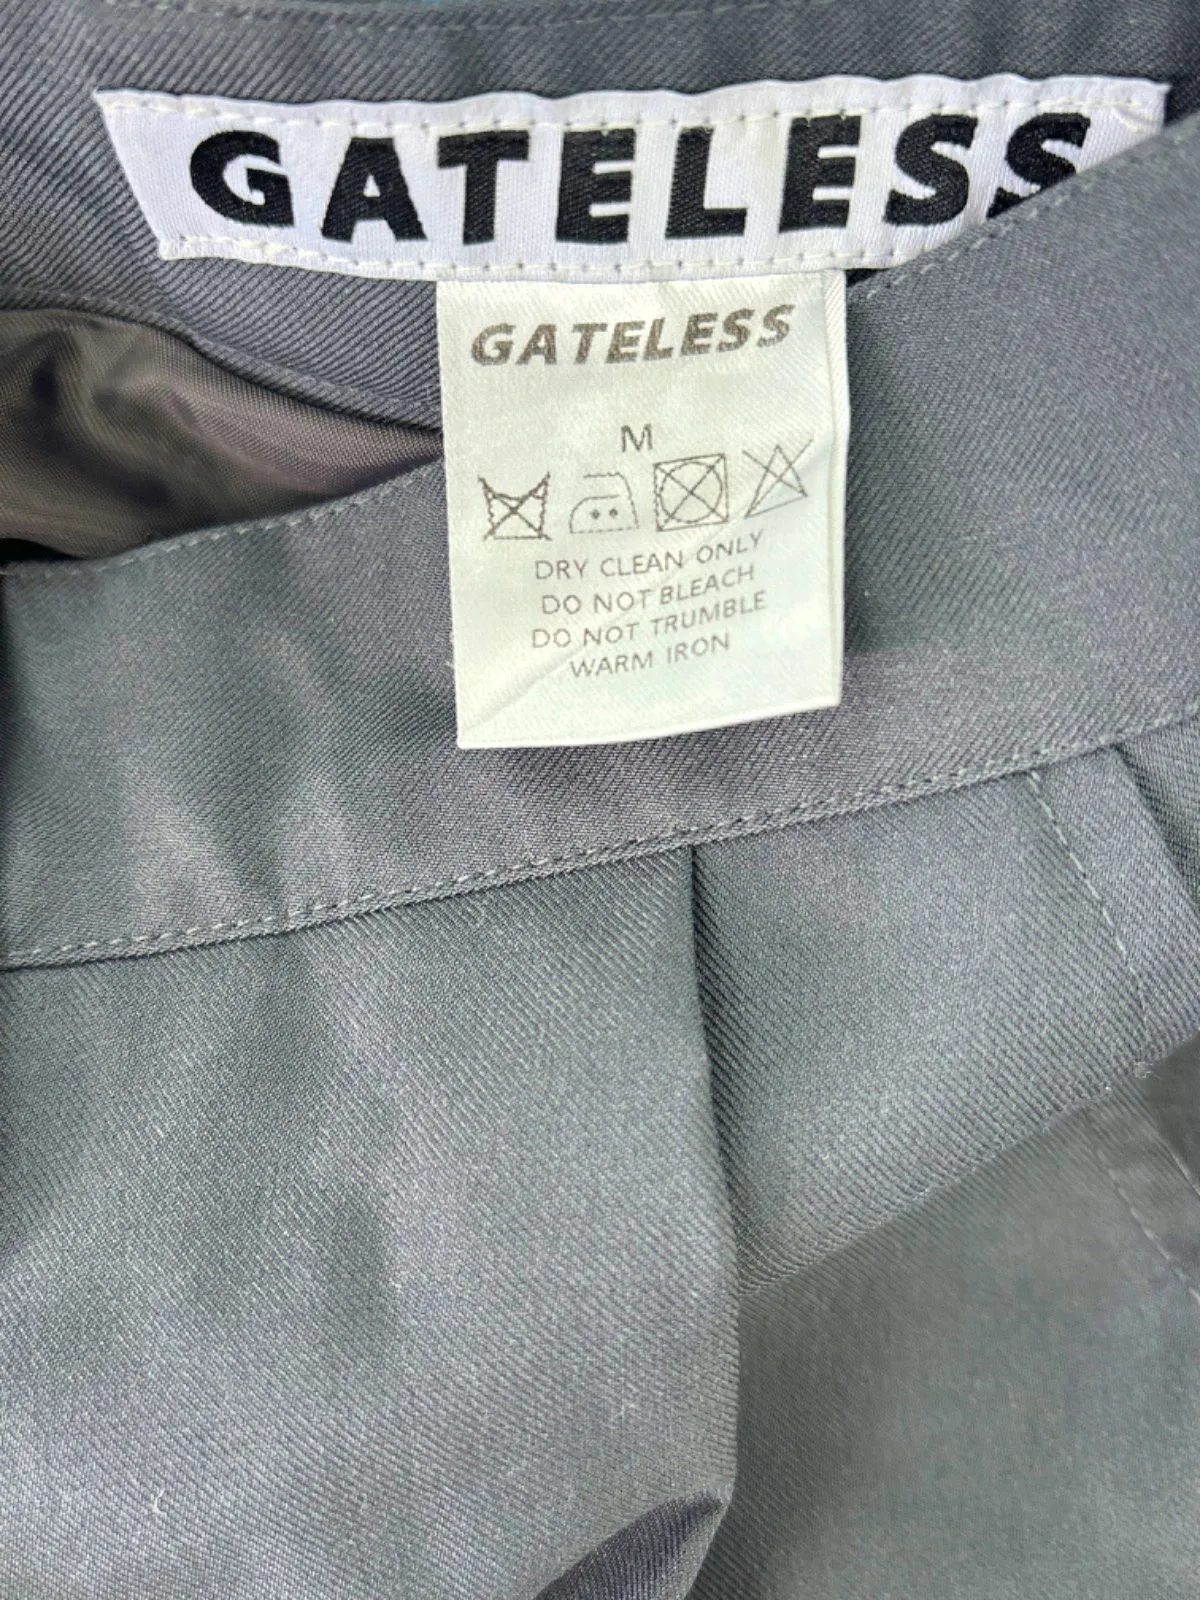 GATELESS
GATELESS
M
DRY CLEAN ONLY
DO NOT BLEACH
DO NOT TRUMBLE
WARM IRON